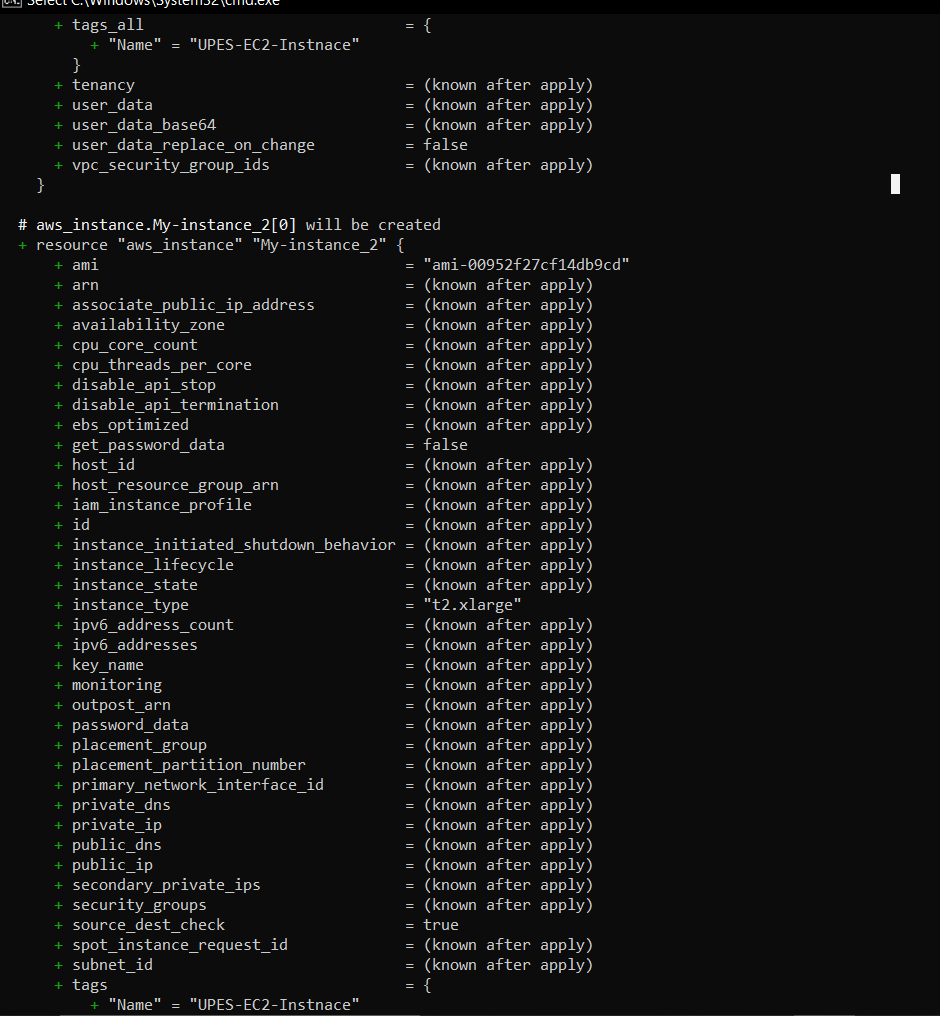 Select C:\Windows\System32\cmd.exe
+ tags_all = {
+ "Name" = "UPES-EC2-Instnace"
}
+ tenancy = (known after apply)
+ user_data = (known after apply)
+ user_data_base64 = (known after apply)
+ user_data_replace_on_change = false
+ vpc_security_group_ids = (known after apply)
}
# aws_instance.My-instance_2[0] will be created
+ resource "aws_instance" "My-instance_2" {
+ ami = "ami-00952f27cf14db9cd"
+ arn = (known after apply)
+ associate_public_ip_address = (known after apply)
+ availability_zone = (known after apply)
+ cpu_core_count = (known after apply)
+ cpu_threads_per_core = (known after apply)
+ disable_api_stop = (known after apply)
+ disable_api_termination = (known after apply)
+ ebs_optimized = (known after apply)
+ get_password_data = false
+ host_id = (known after apply)
+ host_resource_group_arn = (known after apply)
+ iam_instance_profile = (known after apply)
+ id = (known after apply)
+ instance_initiated_shutdown_behavior = (known after apply)
+ instance_lifecycle = (known after apply)
+ instance_state = (known after apply)
+ instance_type = "t2.xlarge"
+ ipv6_address_count = (known after apply)
+ ipv6_addresses = (known after apply)
+ key_name = (known after apply)
+ monitoring = (known after apply)
+ outpost_arn = (known after apply)
+ password_data = (known after apply)
+ placement_group = (known after apply)
+ placement_partition_number = (known after apply)
+ primary_network_interface_id = (known after apply)
+ private_dns = (known after apply)
+ private_ip = (known after apply)
+ public_dns = (known after apply)
+ public_ip = (known after apply)
+ secondary_private_ips = (known after apply)
+ security_groups = (known after apply)
+ source_dest_check = true
+ spot_instance_request_id = (known after apply)
+ subnet_id = (known after apply)
+ tags = {
+ "Name" = "UPES-EC2-Instnace"